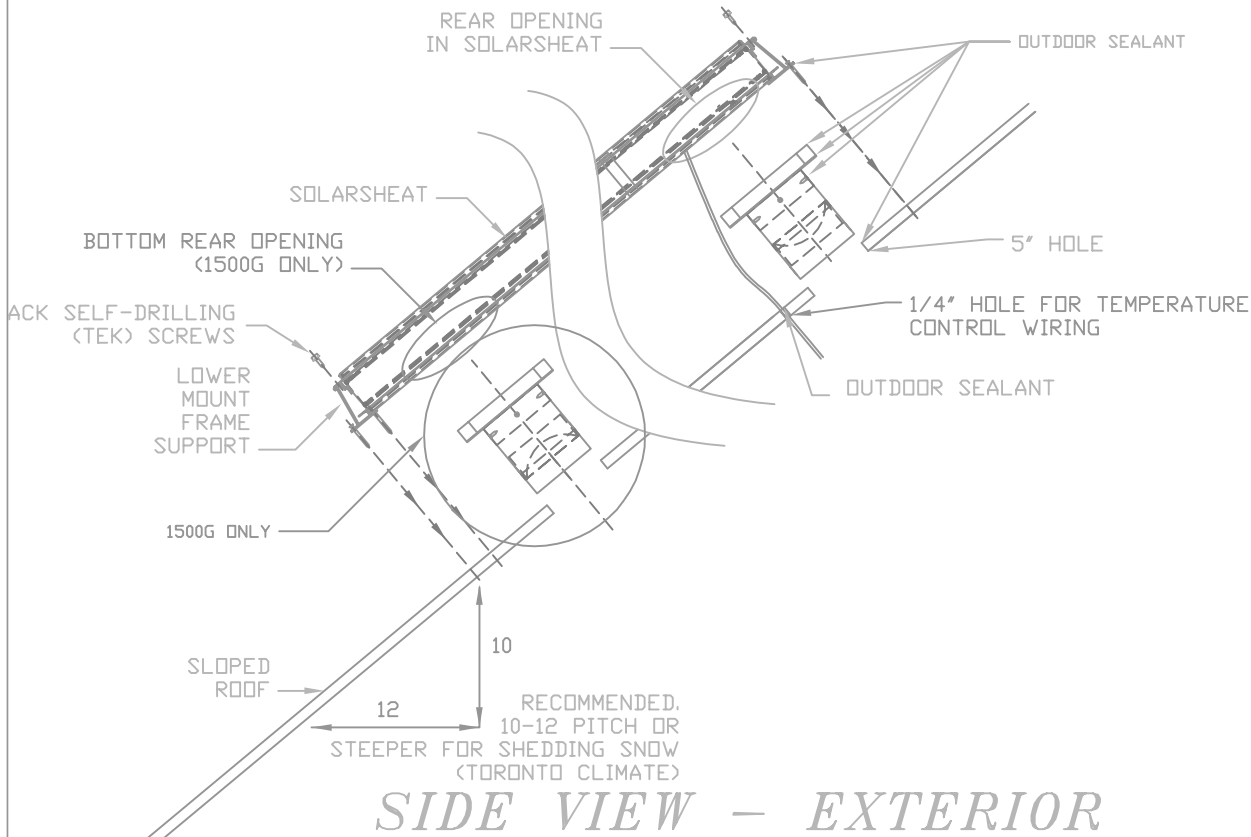 REAR OPENING
IN SOLARSHEAT
OUTDOOR SEALANT
SOLARSHEAT
BOTTOM REAR OPENING
(1500G ONLY)
5" HOLE
ACK SELF-DRILLING
(TEK) SCREWS
1/4" HOLE FOR TEMPERATURE
CONTROL WIRING
LOWER
MOUNT
FRAME
SUPPORT
OUTDOOR SEALANT
1500G ONLY
10
SLOPED
ROOF
12
RECOMMENDED.
10-12 PITCH OR
STEEPER FOR SHEDDING SNOW
(TORONTO CLIMATE)
SIDE VIEW - EXTERIOR